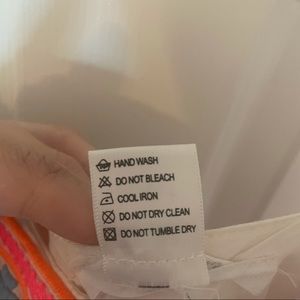 HAND WASH
DO NOT BLEACH
COOL IRON
DO NOT DRY CLEAN
DO NOT TUMBLE DRY